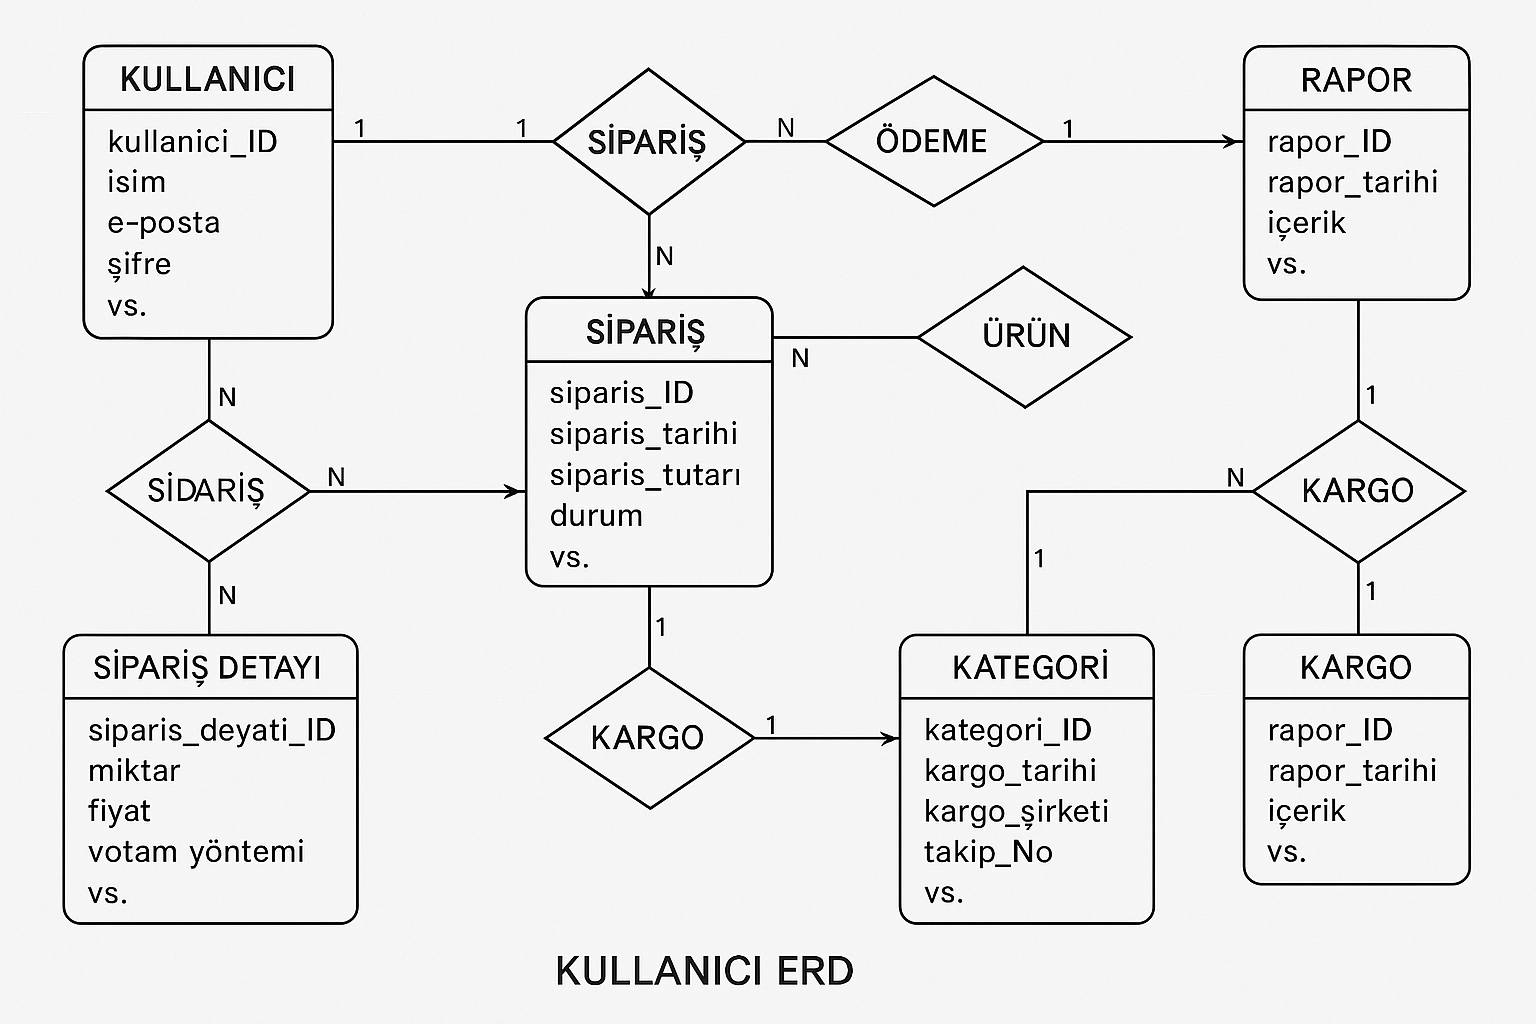 KULLANICI
kullanici_ID
isim
e-posta
şifre
vs.
1
1
SİPARİŞ
N
ÖDEME
1
RAPOR
rapor_ID
rapor_tarihi
içerik
vs.
N
SİPARİŞ
siparis_ID
siparis_tarihi
siparis_tutarı
durum
vs.
N
ÜRÜN
N
SİDARİŞ
N
N
1
N
KARGO
1
1
SİPARİŞ DETAYI
siparis_deyati_ID
miktar
fiyat
votam yöntemi
vs.
1
KARGO
1
KATEGORİ
kategori_ID
kargo_tarihi
kargo_şirketi
takip_No
vs.
KARGO
rapor_ID
rapor_tarihi
içerik
vs.
KULLANICI ERD